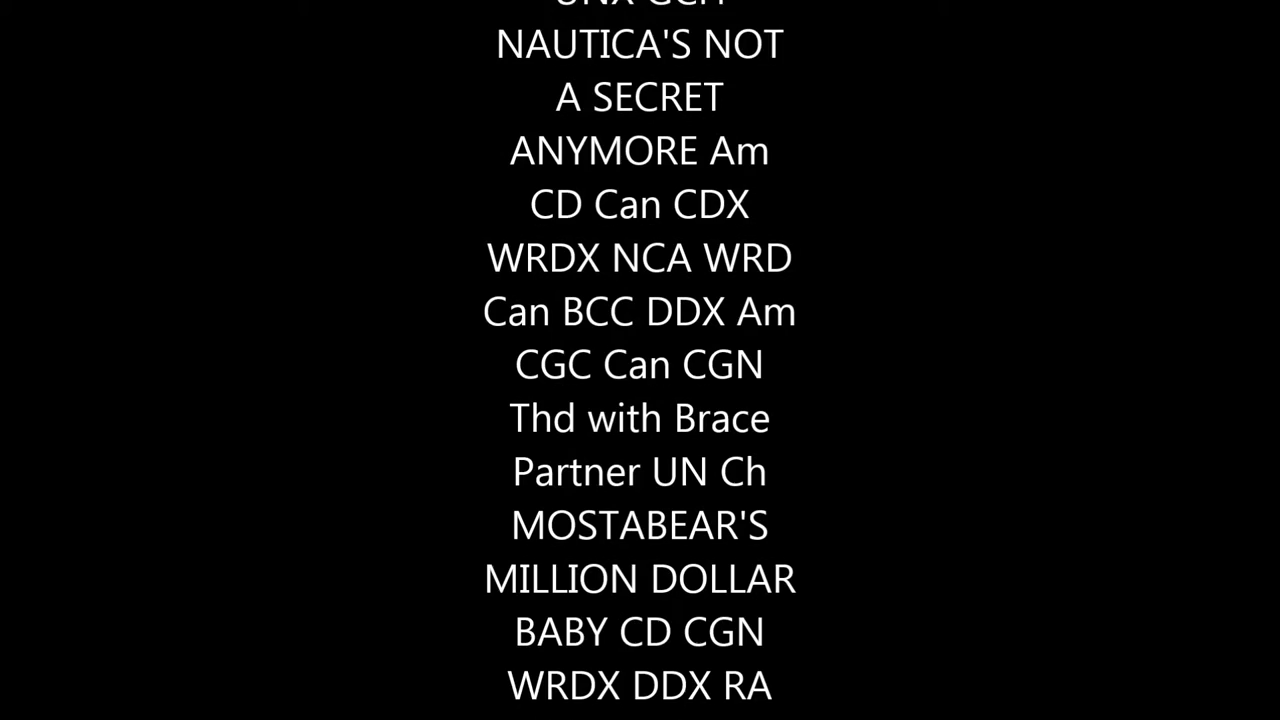 NAUTICA'S NOT
A SECRET
ANYMORE Am
CD Can CDX
WRDX NCA WRD
Can BCC DDX Am
CGC Can CGN
Thd with Brace
Partner UN Ch
MOSTABEAR'S
MILLION DOLLAR
BABY CD CGN
WRDX DDX RA